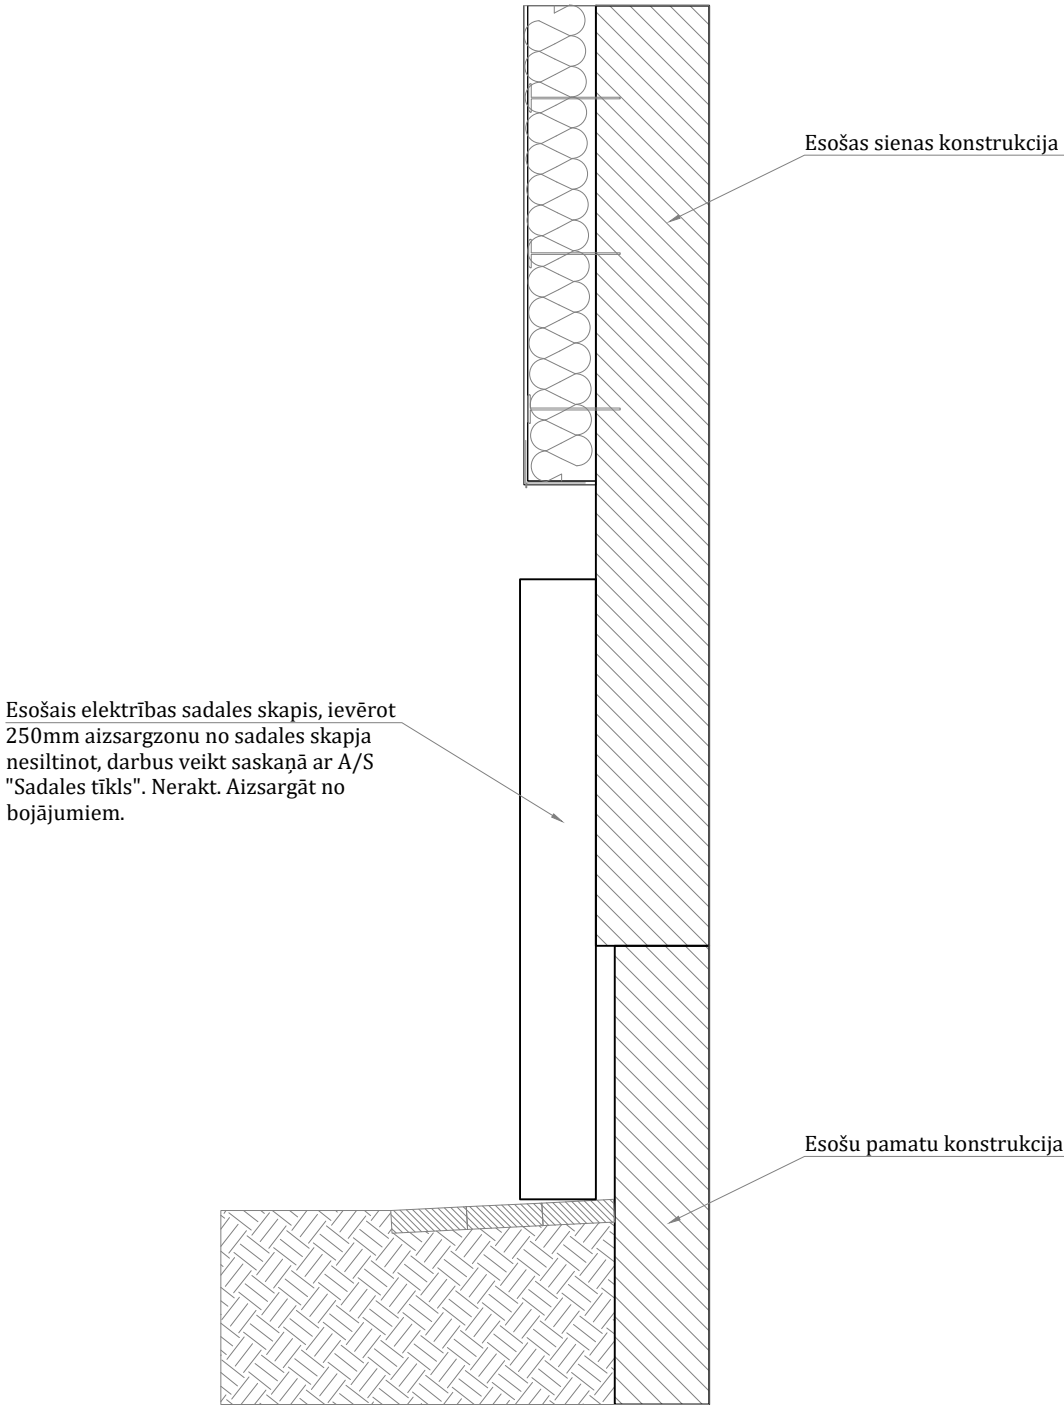 Esošas sienas konstrukcija
Esošais elektrības sadales skapis, ievērot
250mm aizsargzonu no sadales skapja
nesiltinot, darbus veikt saskaņā ar A/S
"Sadales tīkls". Nerakt. Aizsargāt no
bojājumiem.
Esošu pamatu konstrukcija